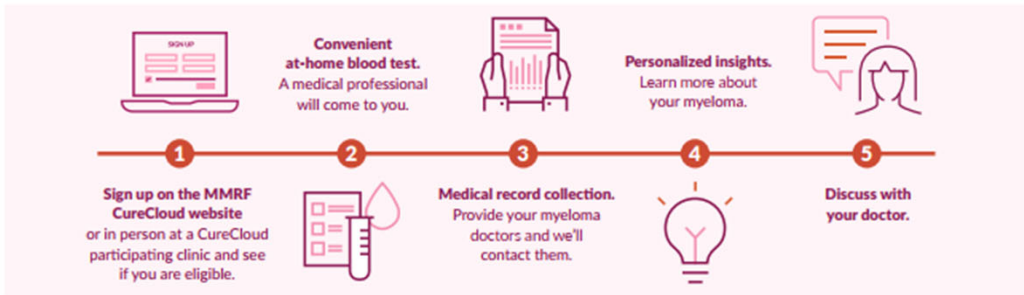 SIGN UP
1
Sign up on the MMRF
CureCloud website
or in person at a CureCloud
participating clinic and see
if you are eligible.
Convenient
at-home blood test.
A medical professional
will come to you.
2
3
Medical record collection.
Provide your myeloma
doctors and we'll
contact them.
Personalized insights.
Learn more about
your myeloma.
4
5
Discuss with
your doctor.